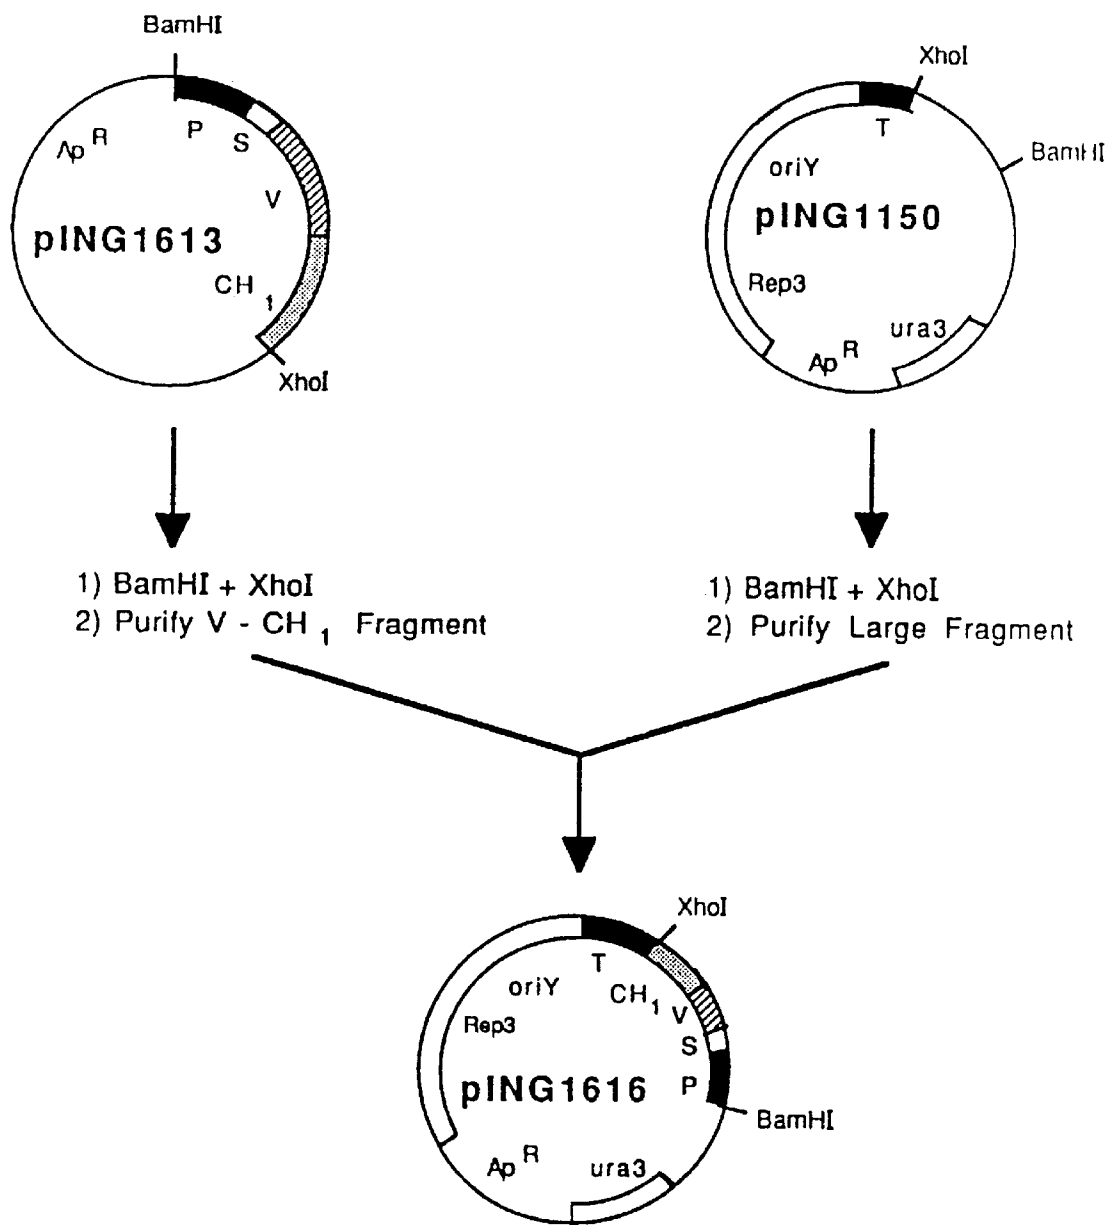 BamHI
P
S
V
CH 1
Ap R
pING1613
XhoI
XhoI
T
BamHI
oriY
pING1150
Rep3
ura3
Ap R
1) BamHI + XhoI
2) Purify V - CH 1 Fragment
1) BamHI + XhoI
2) Purify Large Fragment
XhoI
T
oriY
CH 1
V
Rep3
S
pING1616
P
BamHI
Ap R
ura3